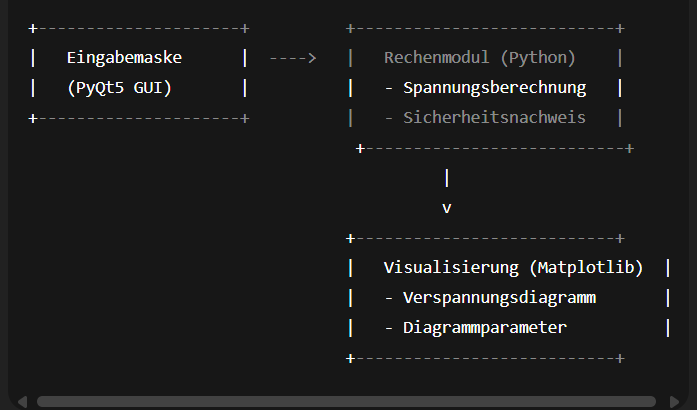 +---------------------+          +---------------------------+
|   Eingabemaske      |  ---->   |   Rechenmodul (Python)    |
|   (PyQt5 GUI)       |          |   - Spannungsberechnung   |
+---------------------+          |   - Sicherheitsnachweis   |
                                  +---------------------------+
                                           |
                                           v
                                 +---------------------------+
                                 |   Visualisierung (Matplotlib)  |
                                 |   - Verspannungsdiagramm       |
                                 |   - Diagrammparameter          |
                                 +---------------------------+